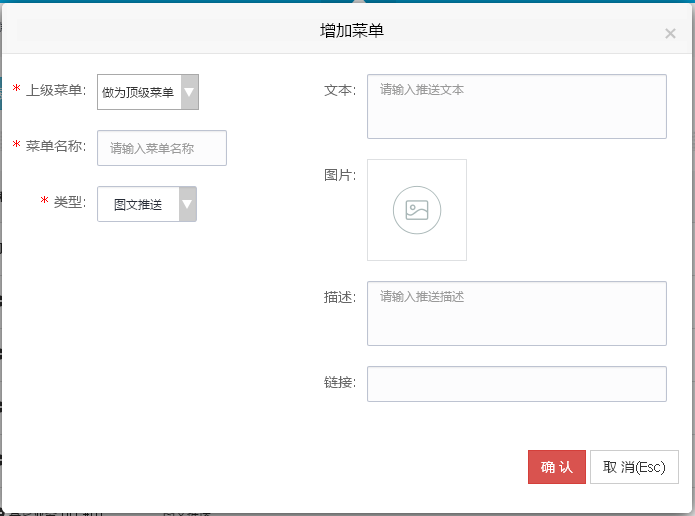 增加菜单
×
* 上级菜单: 做为顶级菜单
* 菜单名称: 请输入菜单名称
* 类型: 图文推送
文本: 请输入推送文本
图片:
描述: 请输入推送描述
链接:
确 认 取 消(Esc)